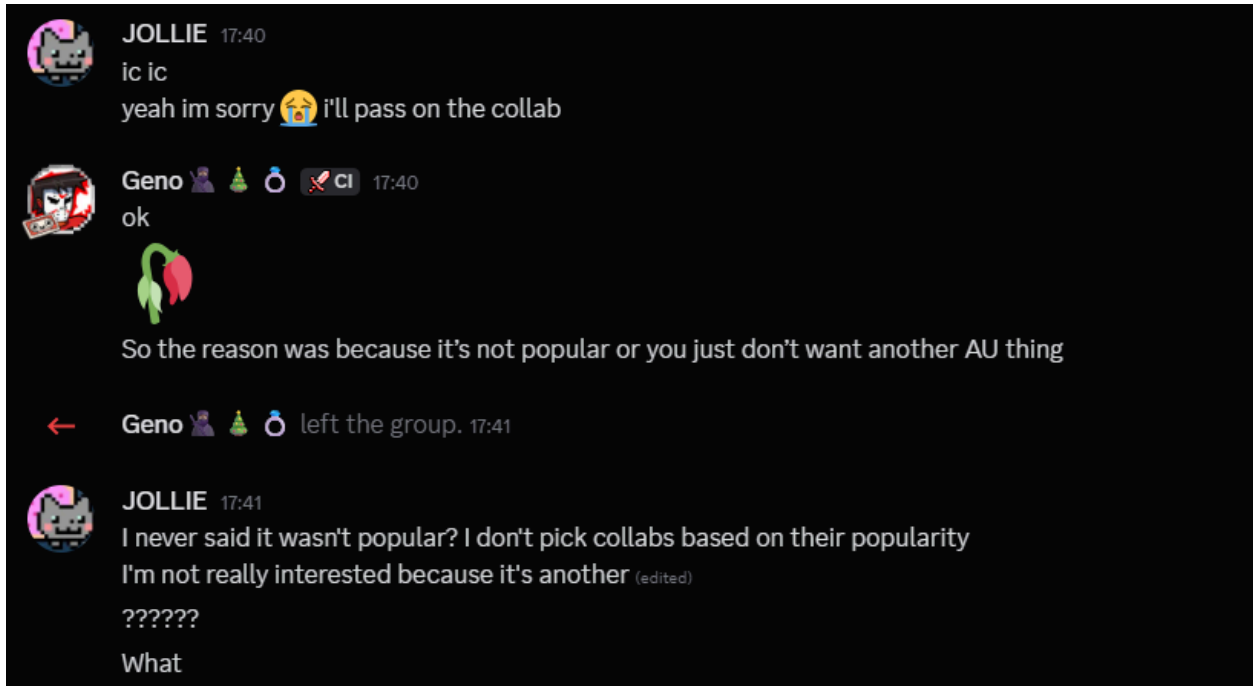 JOLLIE 17:40
ic ic
yeah im sorry 😭 i'll pass on the collab
Geno 🥷🎄💍 CI 17:40
ok
🥀
So the reason was because it’s not popular or you just don’t want another AU thing
Geno 🥷🎄💍 left the group. 17:41
JOLLIE 17:41
I never said it wasn't popular? I don't pick collabs based on their popularity
I'm not really interested because it's another (edited)
??????
What